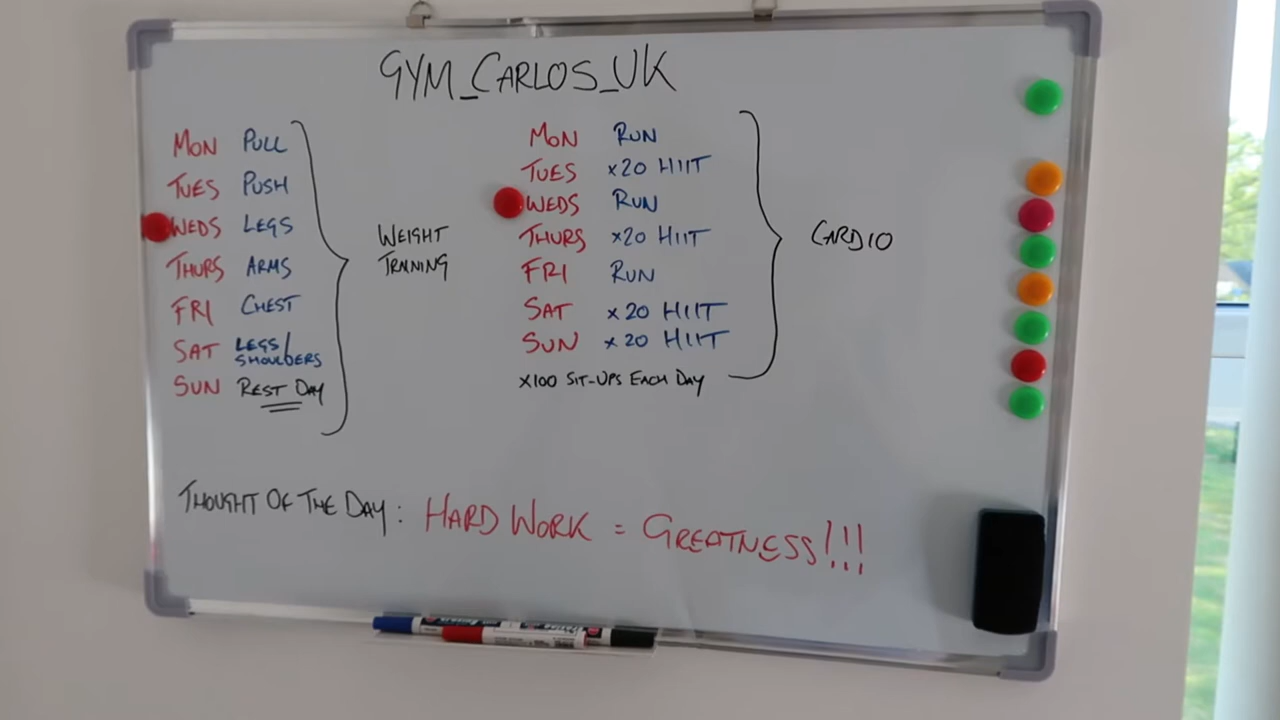 GYM_CARLOS_UK
MON PULL
TUES PUSH
WEDS LEGS
THURS ARMS
FRI CHEST
SAT LEGS/
SHOULDERS
SUN REST DAY
WEIGHT
TRAINING
MON RUN
TUES x20 HIIT
WEDS RUN
THURS x20 HIIT
FRI RUN
SAT x20 HIIT
SUN x20 HIIT
x100 SIT-UPS EACH DAY
CARDIO
THOUGHT OF THE DAY: HARD WORK = GREATNESS!!!